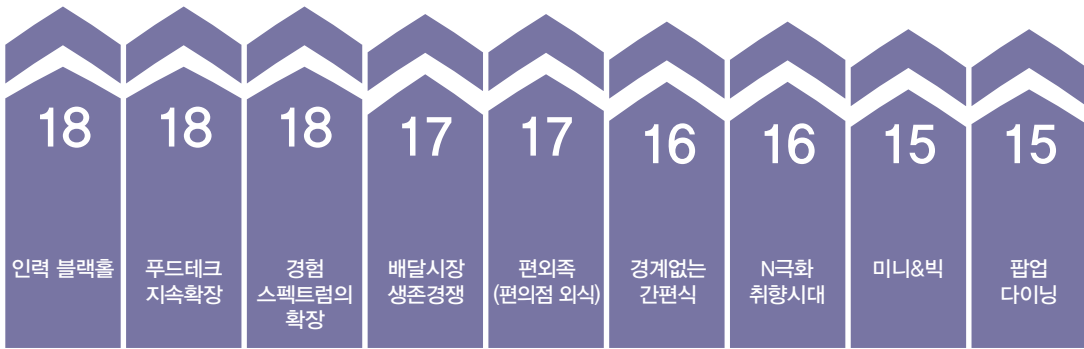 18
인력 블랙홀
18
푸드테크
지속확장
18
경험
스펙트럼의
확장
17
배달시장
생존경쟁
17
편외족
(편의점 외식)
16
경계없는
간편식
16
N극화
취향시대
15
미니&빅
15
팝업
다이닝